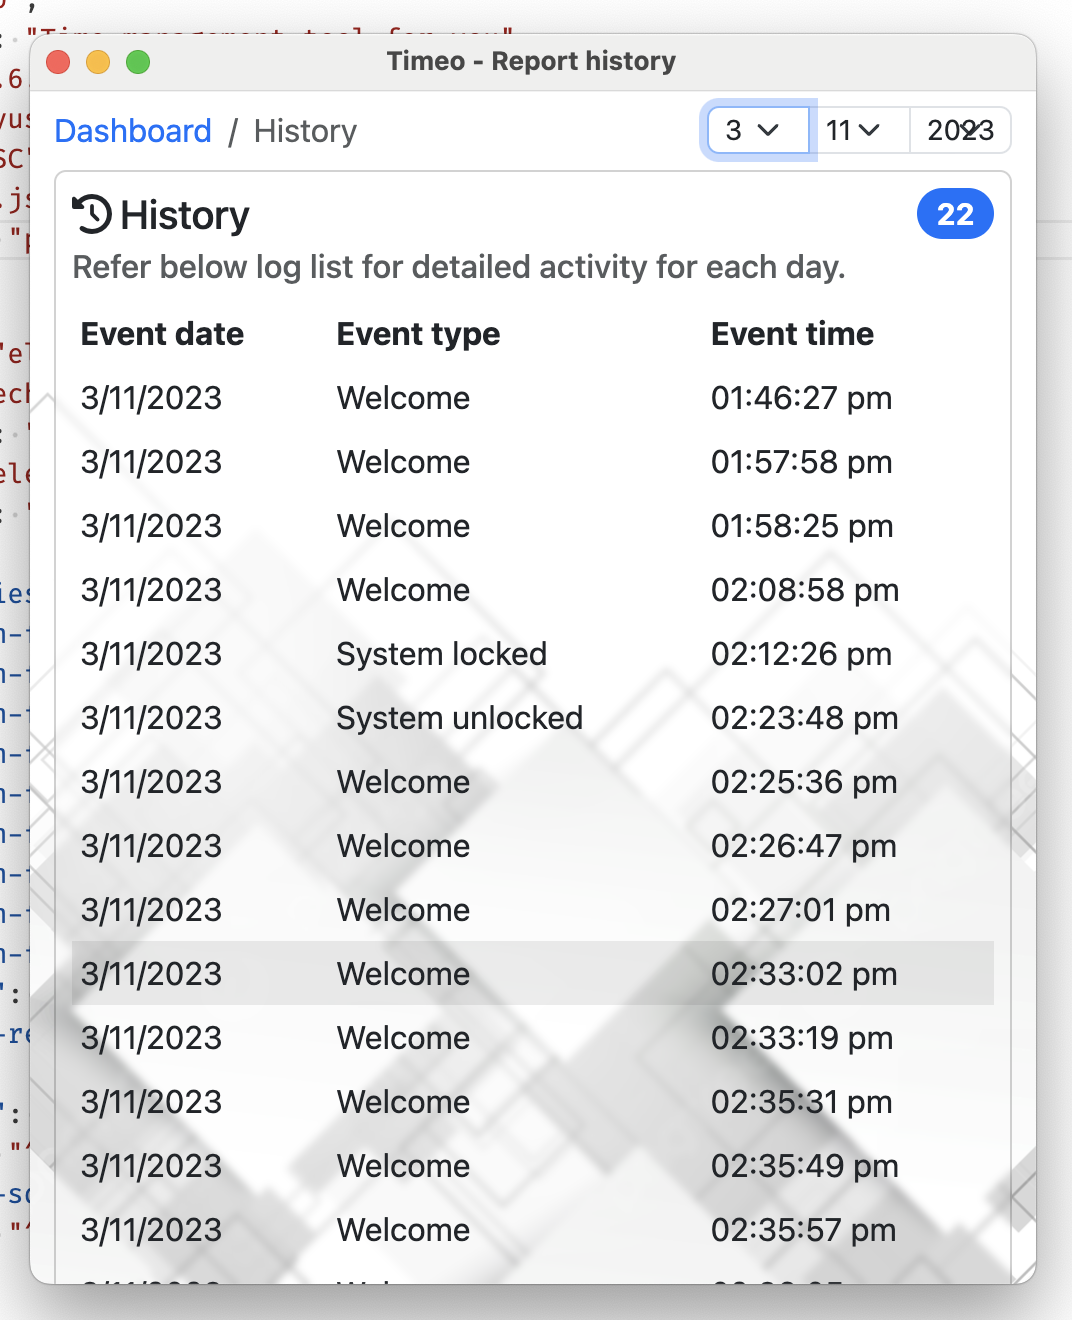 "Time management tool for you"
Timeo - Report history
Dashboard / History
3 11 2023
History 22
Refer below log list for detailed activity for each day.
Event date Event type Event time
3/11/2023 Welcome 01:46:27 pm
3/11/2023 Welcome 01:57:58 pm
3/11/2023 Welcome 01:58:25 pm
3/11/2023 Welcome 02:08:58 pm
3/11/2023 System locked 02:12:26 pm
3/11/2023 System unlocked 02:23:48 pm
3/11/2023 Welcome 02:25:36 pm
3/11/2023 Welcome 02:26:47 pm
3/11/2023 Welcome 02:27:01 pm
3/11/2023 Welcome 02:33:02 pm
3/11/2023 Welcome 02:33:19 pm
3/11/2023 Welcome 02:35:31 pm
3/11/2023 Welcome 02:35:49 pm
3/11/2023 Welcome 02:35:57 pm